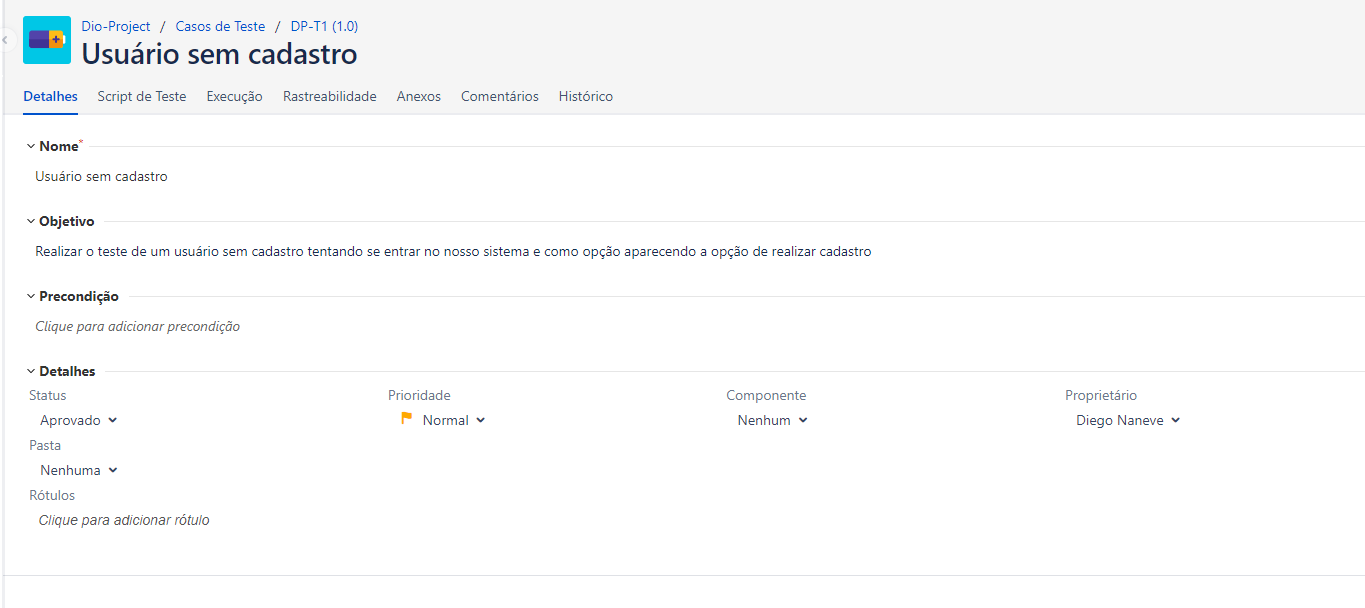 Dio-Project / Casos de Teste / DP-T1 (1.0)
Usuário sem cadastro
Detalhes Script de Teste Execução Rastreabilidade Anexos Comentários Histórico
Nome*
Usuário sem cadastro
Objetivo
Realizar o teste de um usuário sem cadastro tentando se entrar no nosso sistema e como opção aparecendo a opção de realizar cadastro
Precondição
Clique para adicionar precondição
Detalhes
Status Prioridade Componente Proprietário
Aprovado Normal Nenhum Diego Naneve
Pasta
Nenhuma
Rótulos
Clique para adicionar rótulo